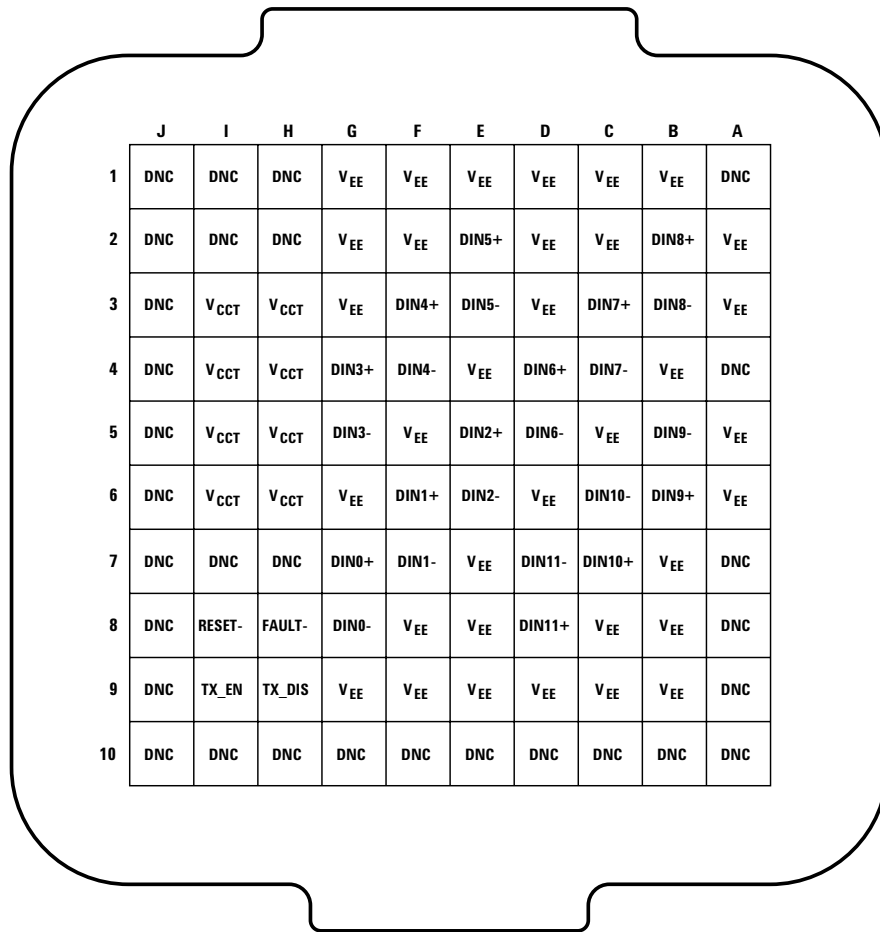 J I H G F E D C B A
1 DNC DNC DNC VEE VEE VEE VEE VEE VEE DNC
2 DNC DNC DNC VEE VEE DIN5+ VEE VEE DIN8+ VEE
3 DNC VCCT VCCT VEE DIN4+ DIN5- VEE DIN7+ DIN8- VEE
4 DNC VCCT VCCT DIN3+ DIN4- VEE DIN6+ DIN7- VEE DNC
5 DNC VCCT VCCT DIN3- VEE DIN2+ DIN6- VEE DIN9- VEE
6 DNC VCCT VCCT VEE DIN1+ DIN2- VEE DIN10- DIN9+ VEE
7 DNC DNC DNC DIN0+ DIN1- VEE DIN11- DIN10+ VEE DNC
8 DNC RESET- FAULT- DIN0- VEE VEE DIN11+ VEE VEE DNC
9 DNC TX_EN TX_DIS VEE VEE VEE VEE VEE VEE DNC
10 DNC DNC DNC DNC DNC DNC DNC DNC DNC DNC